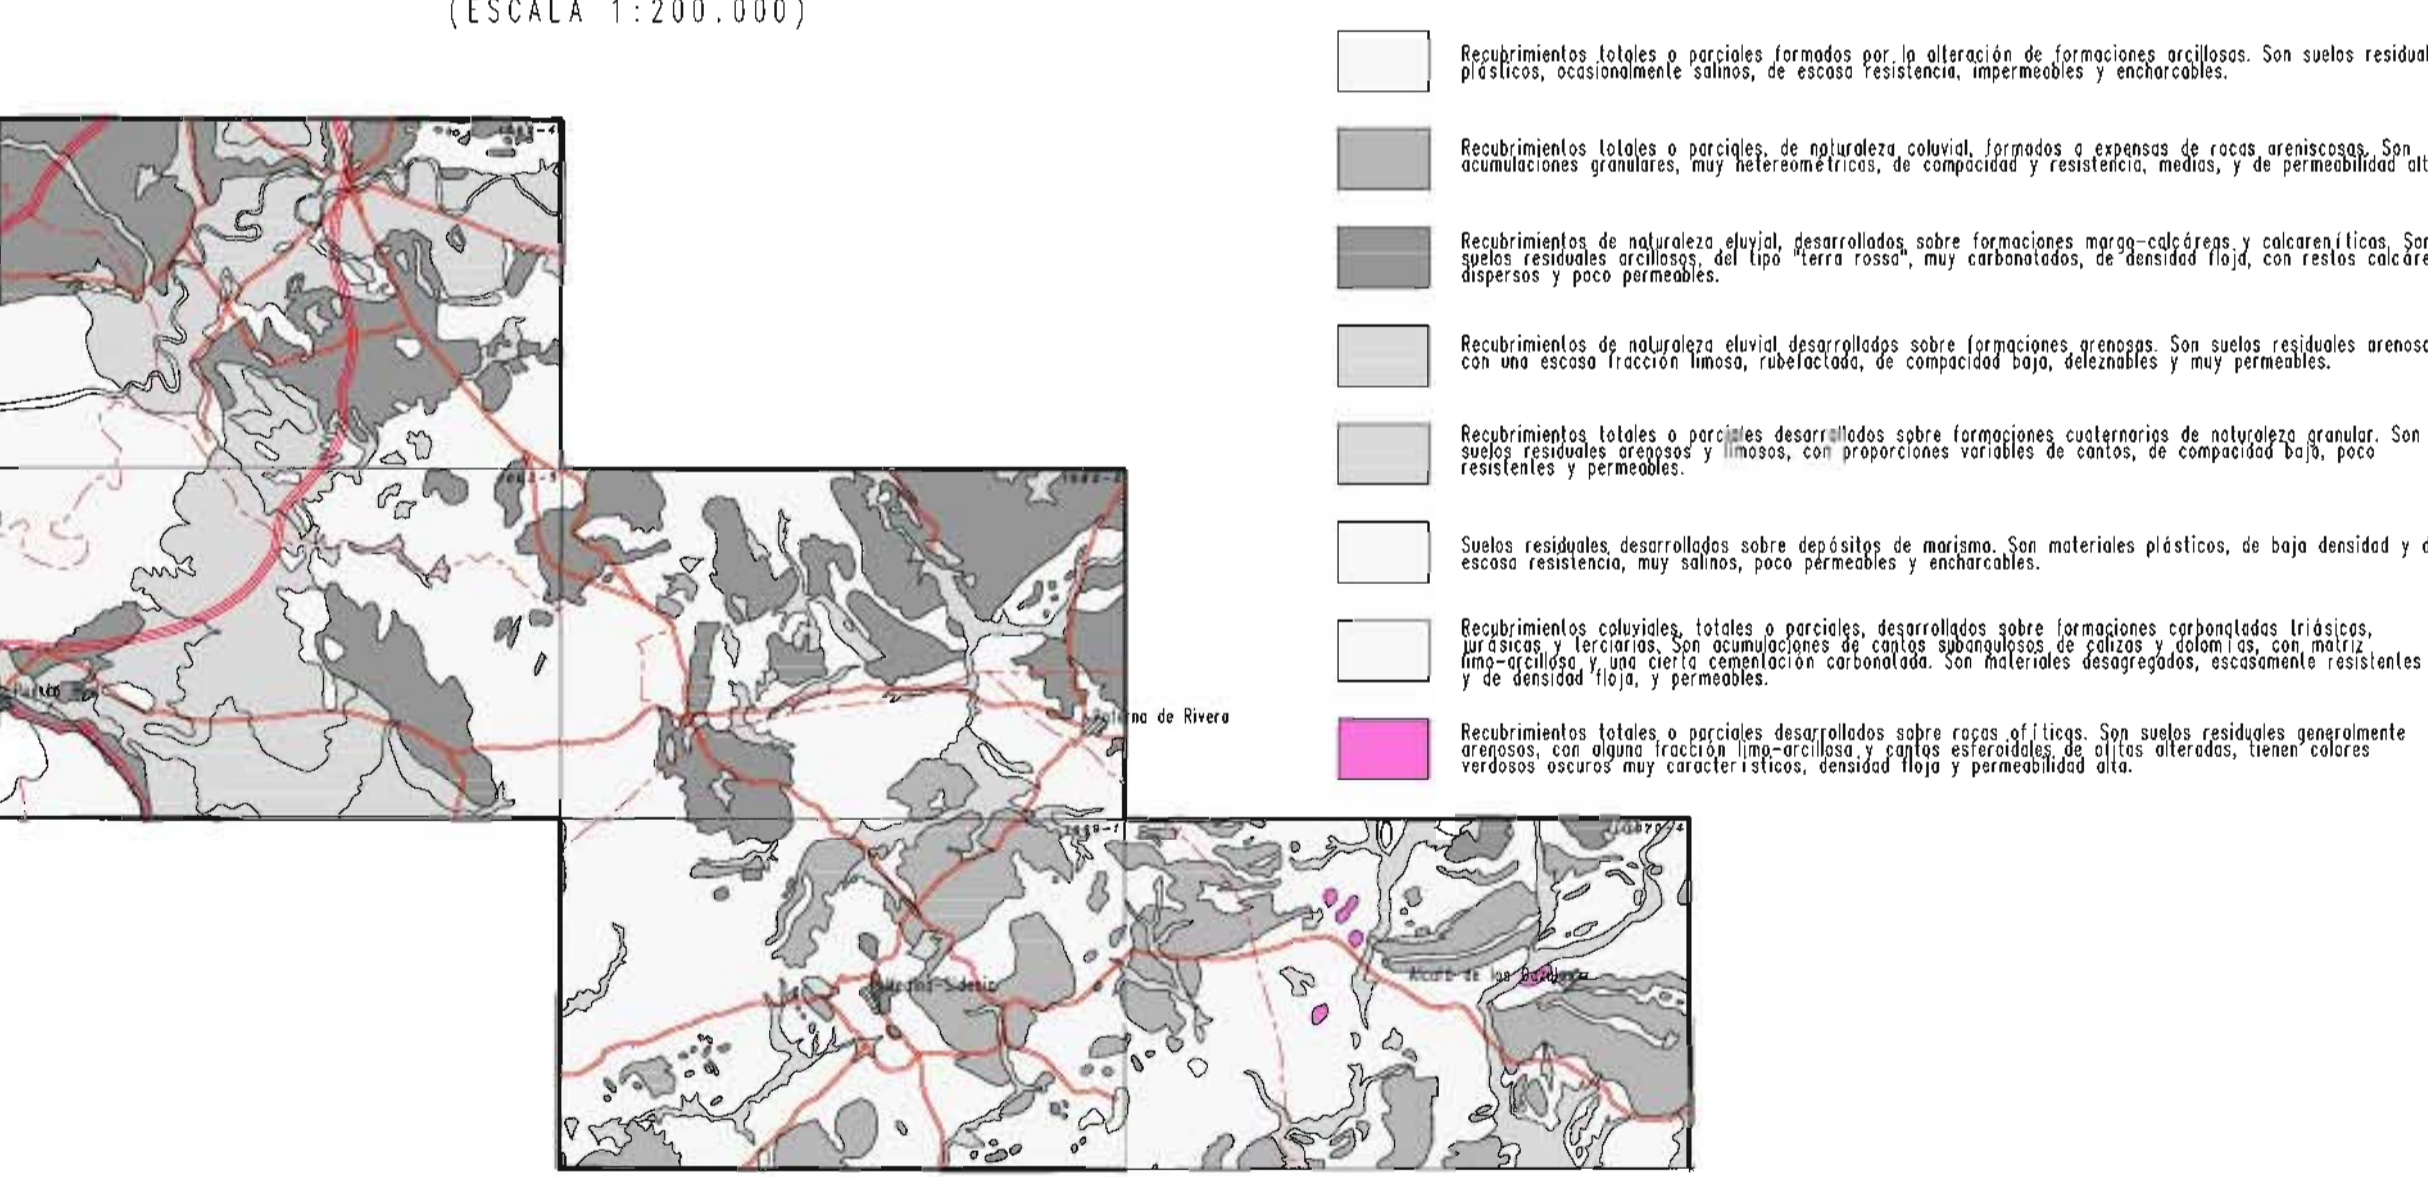 (ESCALA 1:200.000)
Recubrimientos totales o parciales formados por la alteración de formaciones arcillosas. Son suelos residual
plásticos, ocasionalmente salinos, de escasa resistencia, impermeables y encharcables.
Recubrimientos totales o parciales, de naturaleza coluvial, formados a expensas de rocas areniscosas. Son
acumulaciones granulares, muy hetereométricas, de compacidad y resistencia, medias, y de permeabilidad alt
Recubrimientos de naturaleza eluvial, desarrollados sobre formaciones margo-calcáreas y calcareníticas. Son
suelos residuales arcillosos, del tipo "terra rossa", muy carbonatados, de densidad floja, con restos calcáre
dispersos y poco permeables.
Recubrimientos de naturaleza eluvial desarrollados sobre formaciones arenosas. Son suelos residuales arenoso
con una escasa fracción limosa, rubefactada, de compacidad baja, deleznables y muy permeables.
Recubrimientos totales o parciales desarrollados sobre formaciones cuaternarias de naturaleza granular. Son
suelos residuales arenosos y limosos, con proporciones variables de cantos, de compacidad baja, poco
resistentes y permeables.
Suelos residuales desarrollados sobre depósitos de marisma. Son materiales plásticos, de baja densidad y d
escasa resistencia, muy salinos, poco permeables y encharcables.
Recubrimientos coluviales, totales o parciales, desarrollados sobre formaciones carbonatadas triásicas,
jurásicas y terciarias. Son acumulaciones de cantos subangulosos de calizas y dolomías, con matriz
limo-arcillosa y una cierta cementación carbonatada. Son materiales desagregados, escasamente resistentes
y de densidad floja, y permeables.
Recubrimientos totales o parciales desarrollados sobre rocas ofíticas. Son suelos residuales generalmente
arenosos, con alguna fracción limo-arcillosa y cantos esferoidales de ofitas alteradas, tienen colores
verdosos oscuros muy característicos, densidad floja y permeabilidad alta.
Paterna de Rivera
Medina-Sidonia
Alcalá de los Gazules